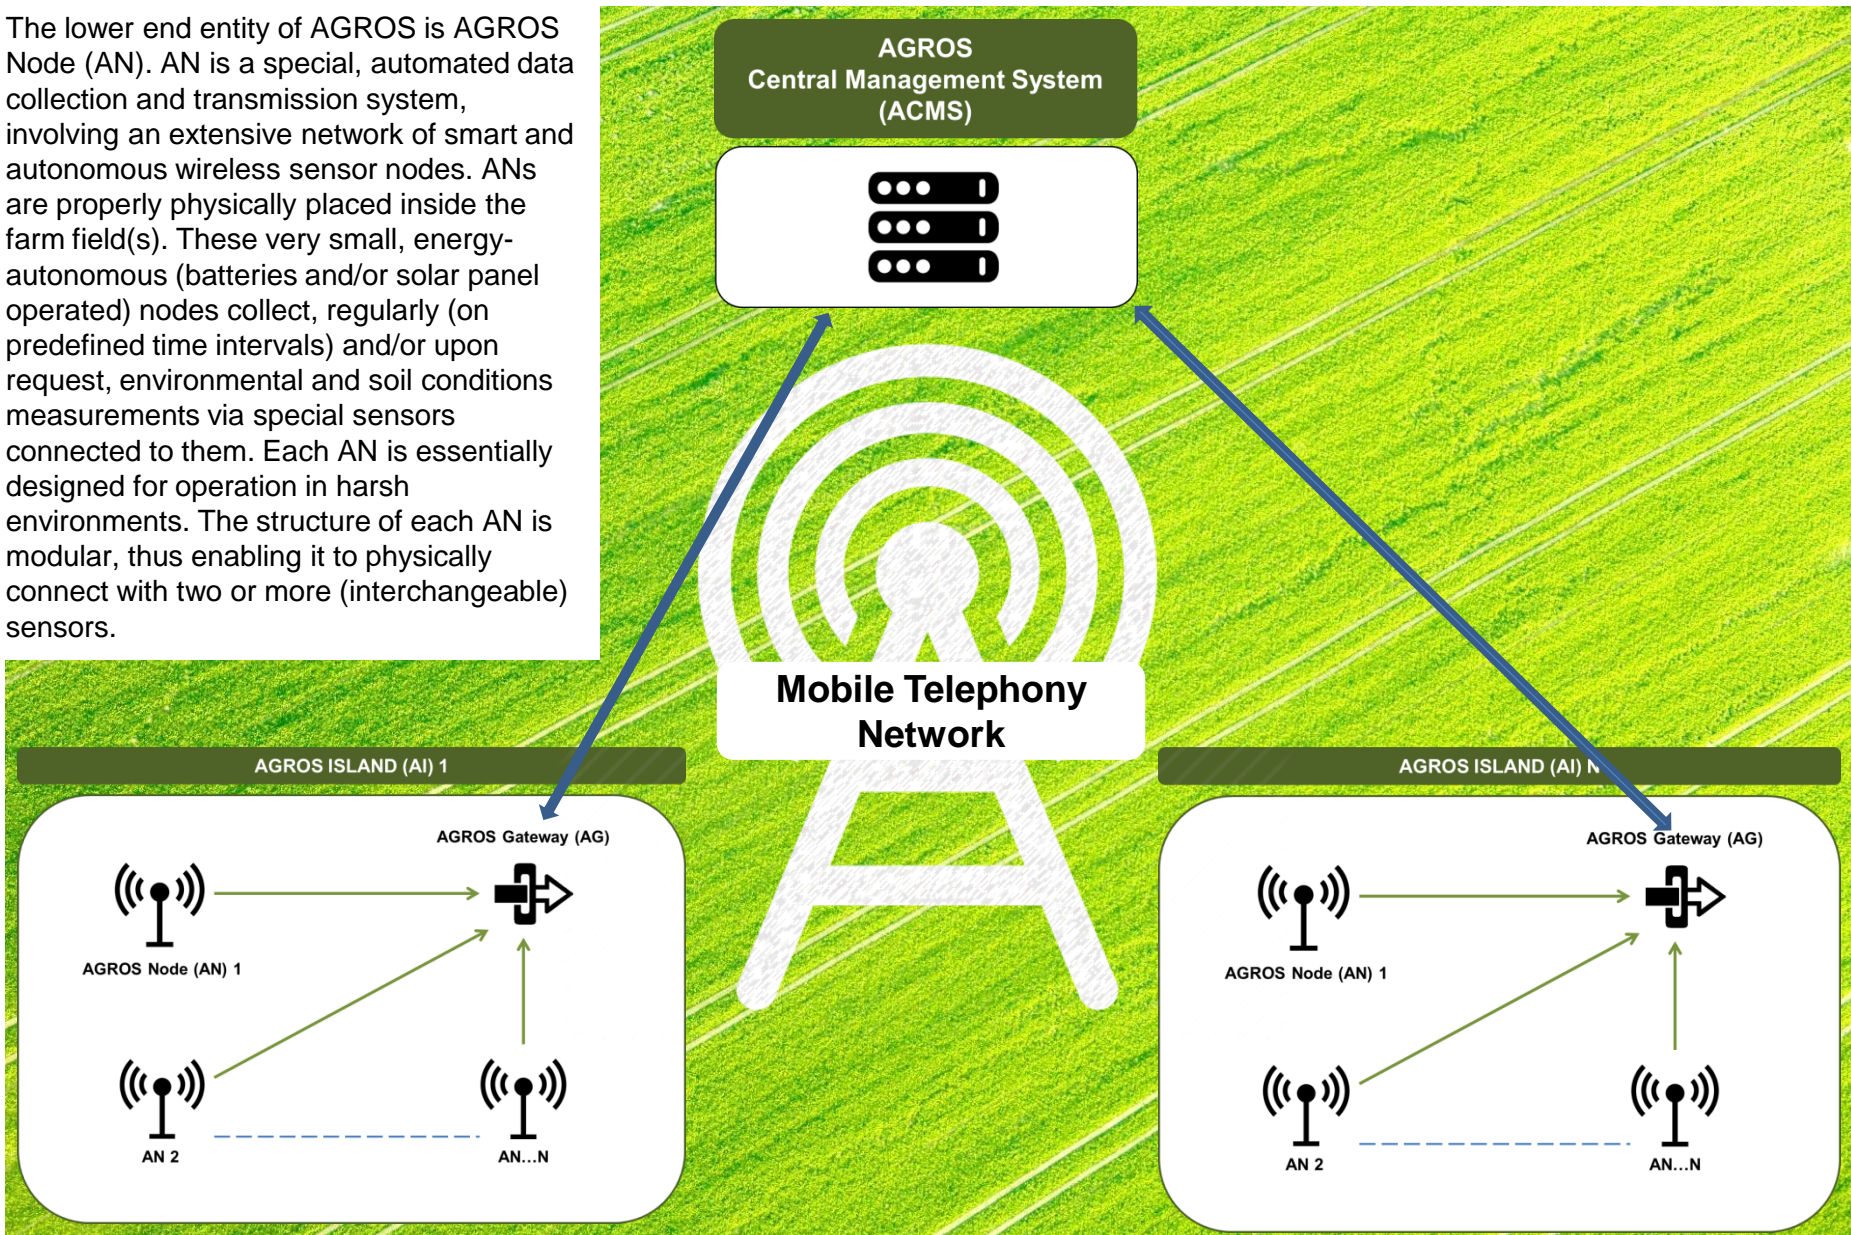 The lower end entity of AGROS is AGROS
Node (AN). AN is a special, automated data
collection and transmission system,
involving an extensive network of smart and
autonomous wireless sensor nodes. ANs
are properly physically placed inside the
farm field(s). These very small, energy-
autonomous (batteries and/or solar panel
operated) nodes collect, regularly (on
predefined time intervals) and/or upon
request, environmental and soil conditions
measurements via special sensors
connected to them. Each AN is essentially
designed for operation in harsh
environments. The structure of each AN is
modular, thus enabling it to physically
connect with two or more (interchangeable)
sensors.
AGROS
Central Management System
(ACMS)
Mobile Telephony
Network
AGROS ISLAND (AI) 1
AGROS Gateway (AG)
AGROS Node (AN) 1
AN 2
AN...N
AGROS ISLAND (AI) N
AGROS Gateway (AG)
AGROS Node (AN) 1
AN 2
AN...N